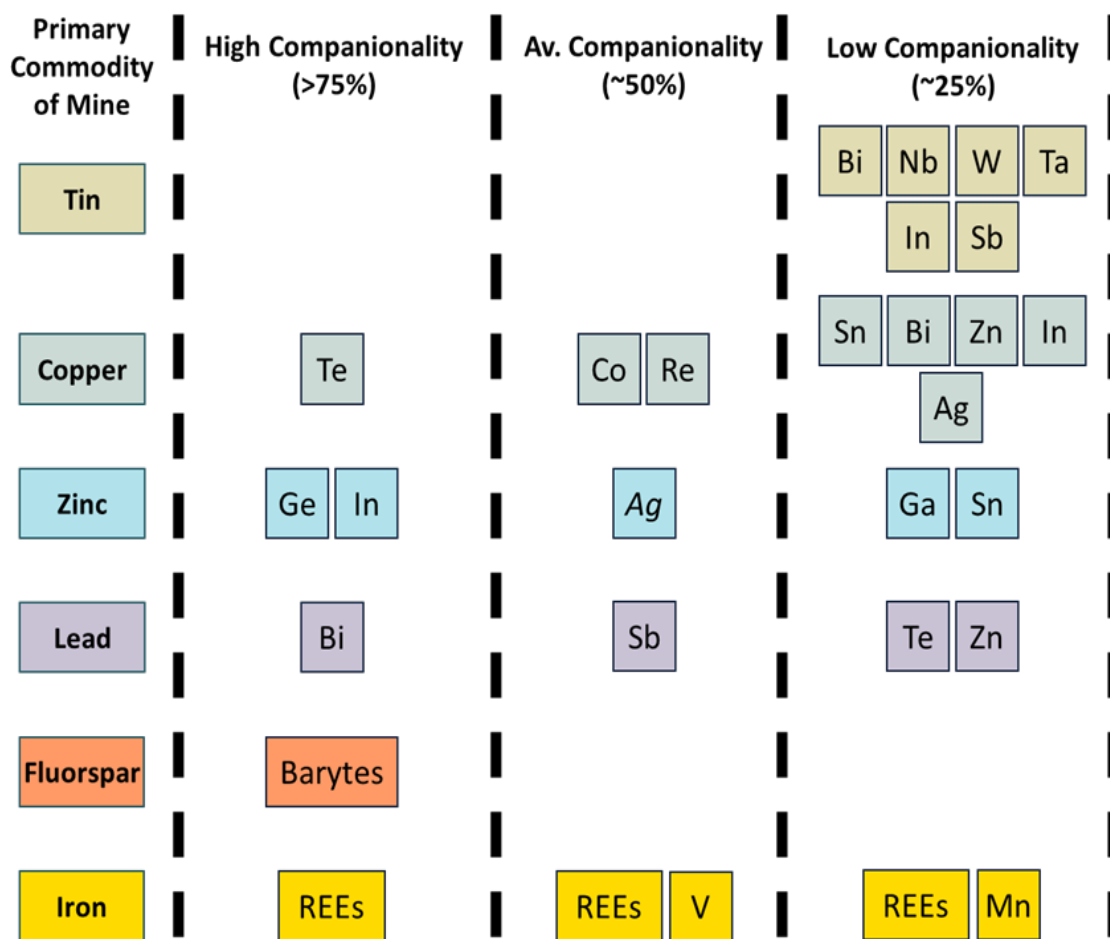 Primary
Commodity
of Mine
High Companionality
(>75%)
Av. Companionality
(~50%)
Low Companionality
(~25%)
Tin
Bi Nb W Ta
In Sb
Copper
Te
Co Re
Sn Bi Zn In
Ag
Zinc
Ge In
Ag
Ga Sn
Lead
Bi
Sb
Te Zn
Fluorspar
Barytes
Iron
REEs
REEs V
REEs Mn